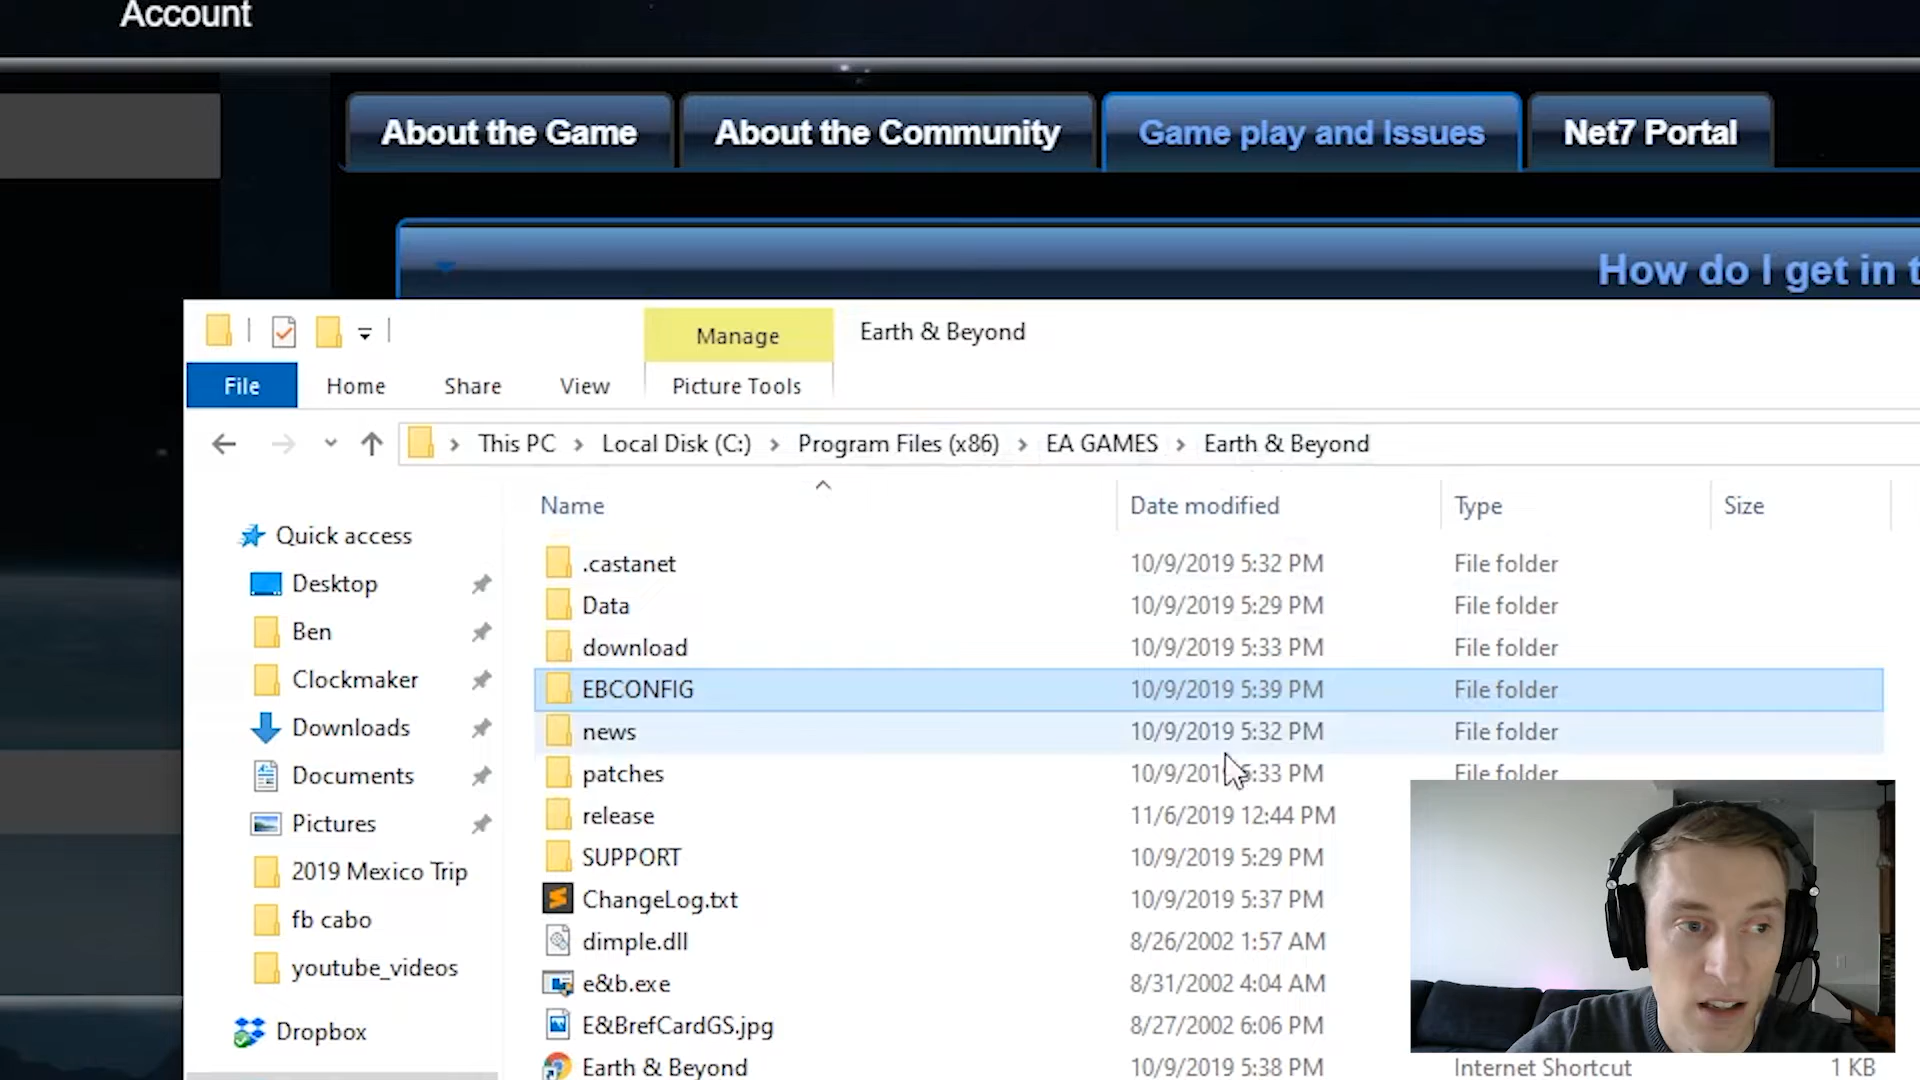 Account
About the Game About the Community Game play and Issues Net7 Portal
How do I get in t
Manage Earth & Beyond
File Home Share View Picture Tools
This PC Local Disk (C:) Program Files (x86) EA GAMES Earth & Beyond
Name Date modified Type Size
Quick access
Desktop
Ben
Clockmaker
Downloads
Documents
Pictures
2019 Mexico Trip
fb cabo
youtube_videos
Dropbox
.castanet 10/9/2019 5:32 PM File folder
Data 10/9/2019 5:29 PM File folder
download 10/9/2019 5:33 PM File folder
EBCONFIG 10/9/2019 5:39 PM File folder
news 10/9/2019 5:32 PM File folder
patches 10/9/201 5:33 PM File folder
release 11/6/2019 12:44 PM
SUPPORT 10/9/2019 5:29 PM
ChangeLog.txt 10/9/2019 5:37 PM
dimple.dll 8/26/2002 1:57 AM
e&b.exe 8/31/2002 4:04 AM
E&BrefCardGS.jpg 8/27/2002 6:06 PM
Earth & Beyond 10/9/2019 5:38 PM Internet Shortcut 1 KB